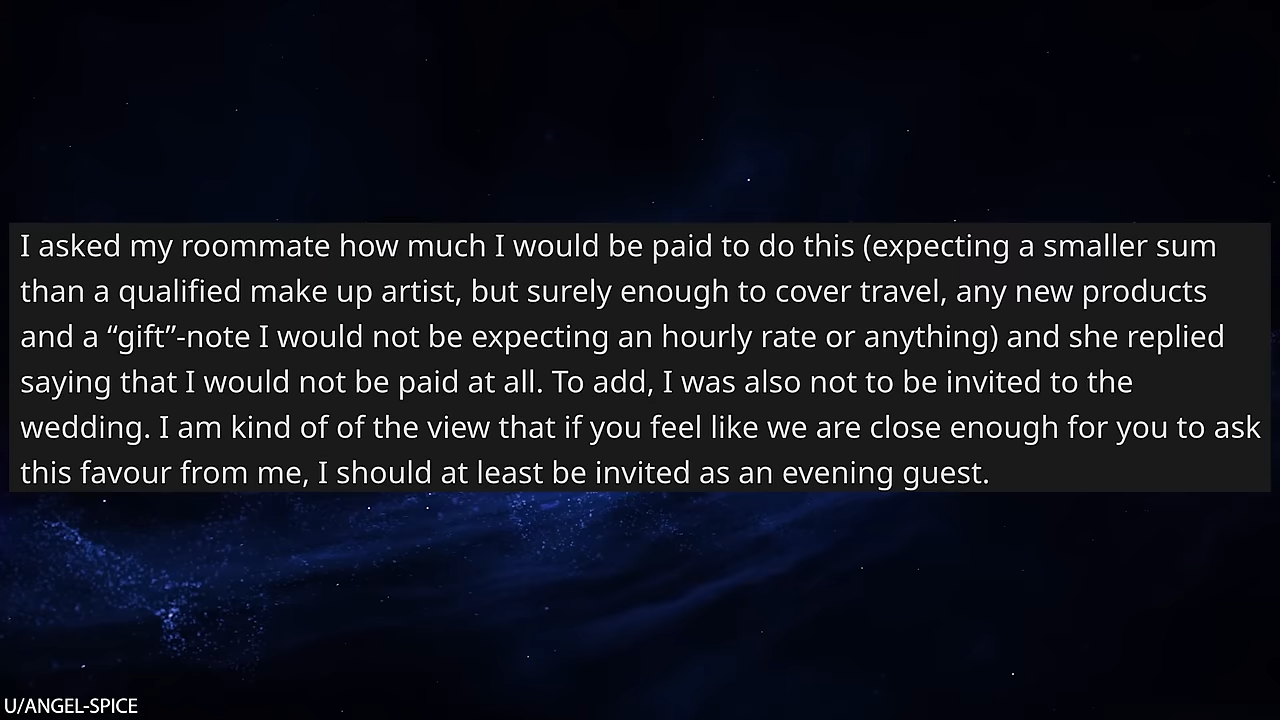 I asked my roommate how much I would be paid to do this (expecting a smaller sum
than a qualified make up artist, but surely enough to cover travel, any new products
and a “gift”-note I would not be expecting an hourly rate or anything) and she replied
saying that I would not be paid at all. To add, I was also not to be invited to the
wedding. I am kind of of the view that if you feel like we are close enough for you to ask
this favour from me, I should at least be invited as an evening guest.
U/ANGEL-SPICE